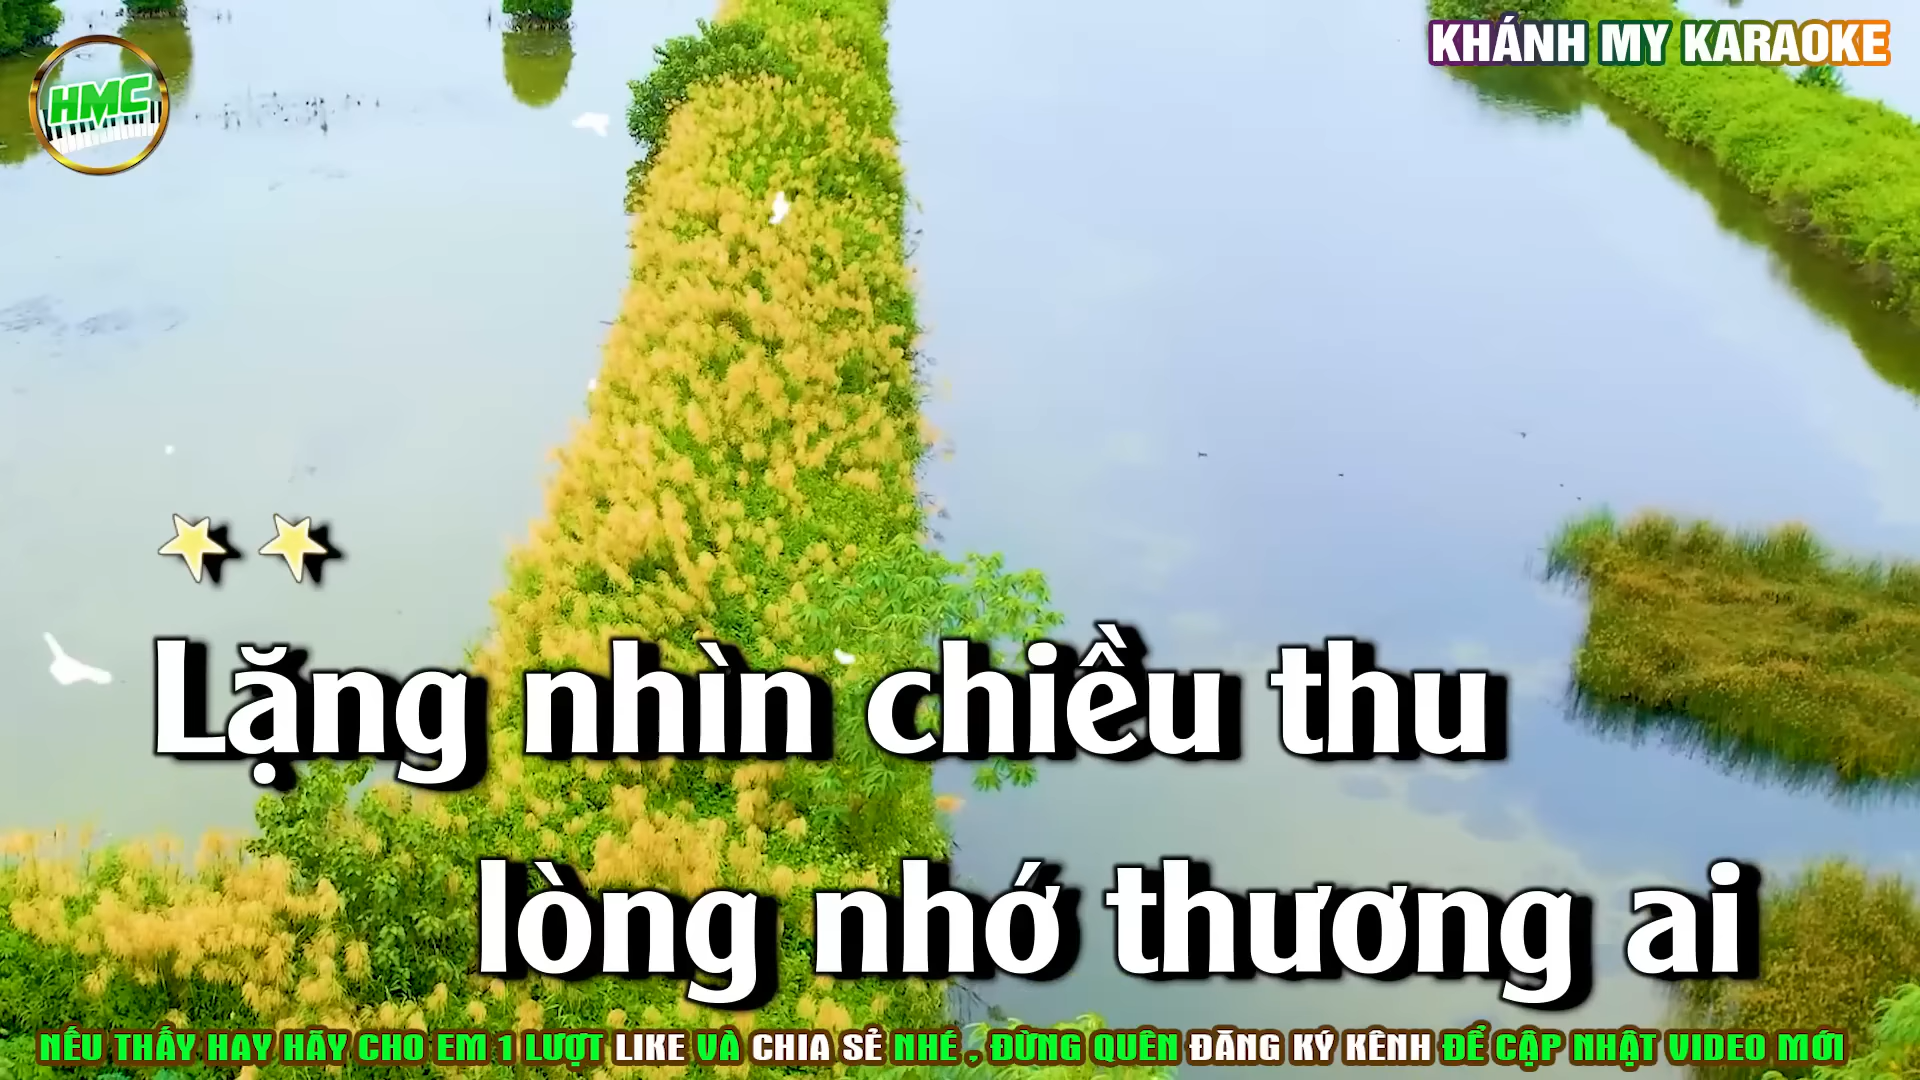 KHÁNH MY KARAOKE
HMC
Lặng nhìn chiều thu
lòng nhớ thương ai
NẾU THẤY HAY HÃY CHO EM 1 LƯỢT LIKE VÀ CHIA SẺ NHÉ , ĐỪNG QUÊN ĐĂNG KÝ KÊNH ĐỂ CẬP NHẬT VIDEO MỚI